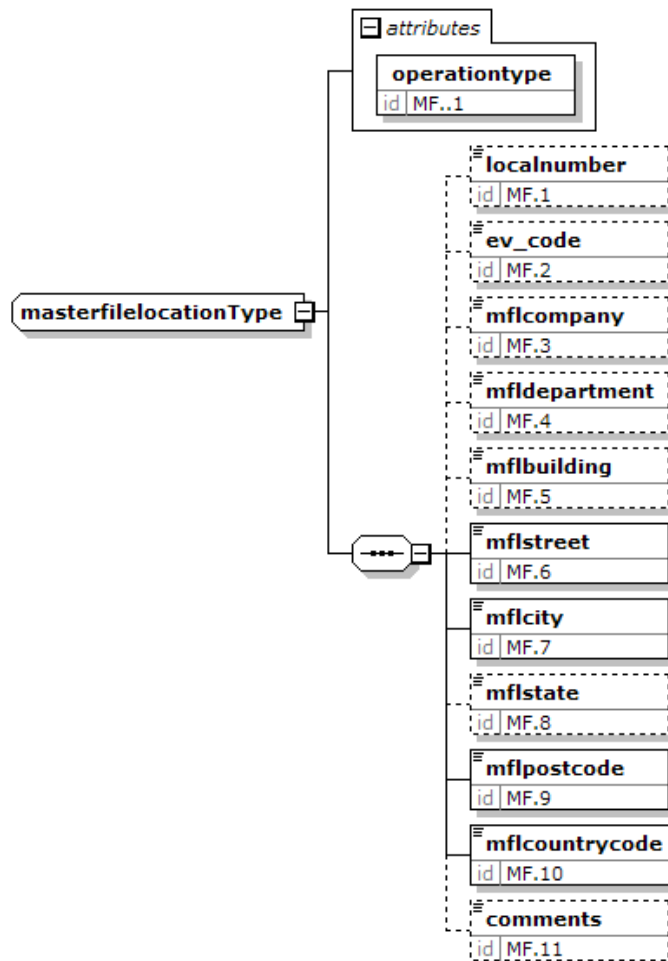 attributes
operationtype
id MF..1
localnumber
id MF.1
ev_code
id MF.2
mflcompany
id MF.3
masterfilelocationType
mfldepartment
id MF.4
mflbuilding
id MF.5
mflstreet
id MF.6
mflcity
id MF.7
mflstate
id MF.8
mflpostcode
id MF.9
mflcountrycode
id MF.10
comments
id MF.11